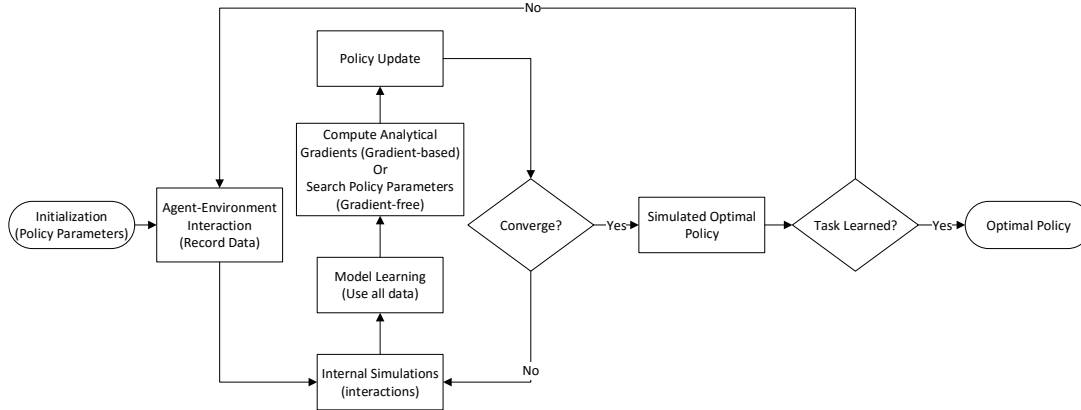 No
Policy Update
Compute Analytical
Gradients (Gradient-based)
Or
Search Policy Parameters
(Gradient-free)
Initialization
(Policy Parameters)
Agent-Environment
Interaction
(Record Data)
Converge?
Yes
Simulated Optimal
Policy
Task Learned?
Yes
Optimal Policy
Model Learning
(Use all data)
Internal Simulations
(interactions)
No